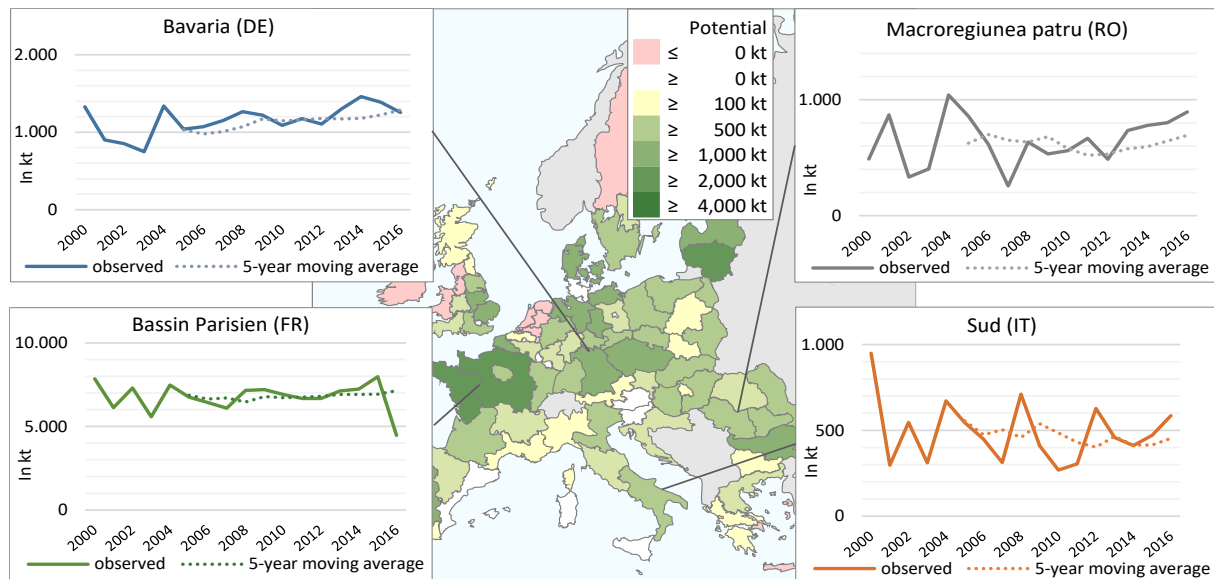 Bavaria (DE)
2.000
1.000
0
In kt
2000 2002 2004 2006 2008 2010 2012 2014 2016
observed 5-year moving average
Potential
≤ 0 kt
≥ 0 kt
≥ 100 kt
≥ 500 kt
≥ 1,000 kt
≥ 2,000 kt
≥ 4,000 kt
Macroregiunea patru (RO)
1.000
0
In kt
2000 2002 2004 2006 2008 2010 2012 2014 2016
observed 5-year moving average
Bassin Parisien (FR)
10.000
5.000
0
In kt
2000 2002 2004 2006 2008 2010 2012 2014 2016
observed 5-year moving average
Sud (IT)
1.000
500
0
In kt
2000 2002 2004 2006 2008 2010 2012 2014 2016
observed 5-year moving average